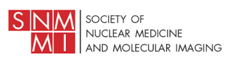 SNM
MI
SOCIETY OF
NUCLEAR MEDICINE
AND MOLECULAR IMAGING